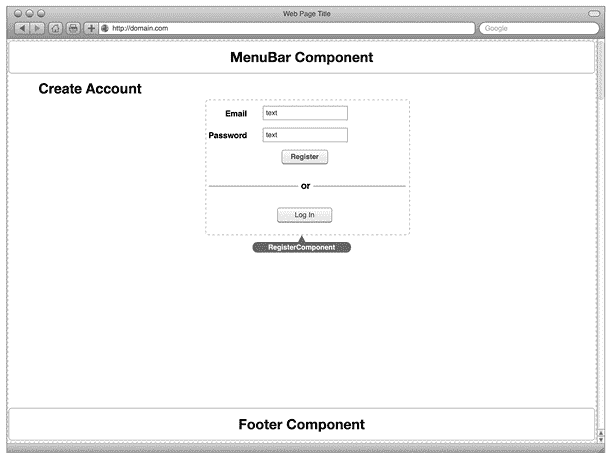 Web Page Title
http://domain.com
Google
MenuBar Component
Create Account
Email text
Password text
Register
or
Log In
RegisterComponent
Footer Component